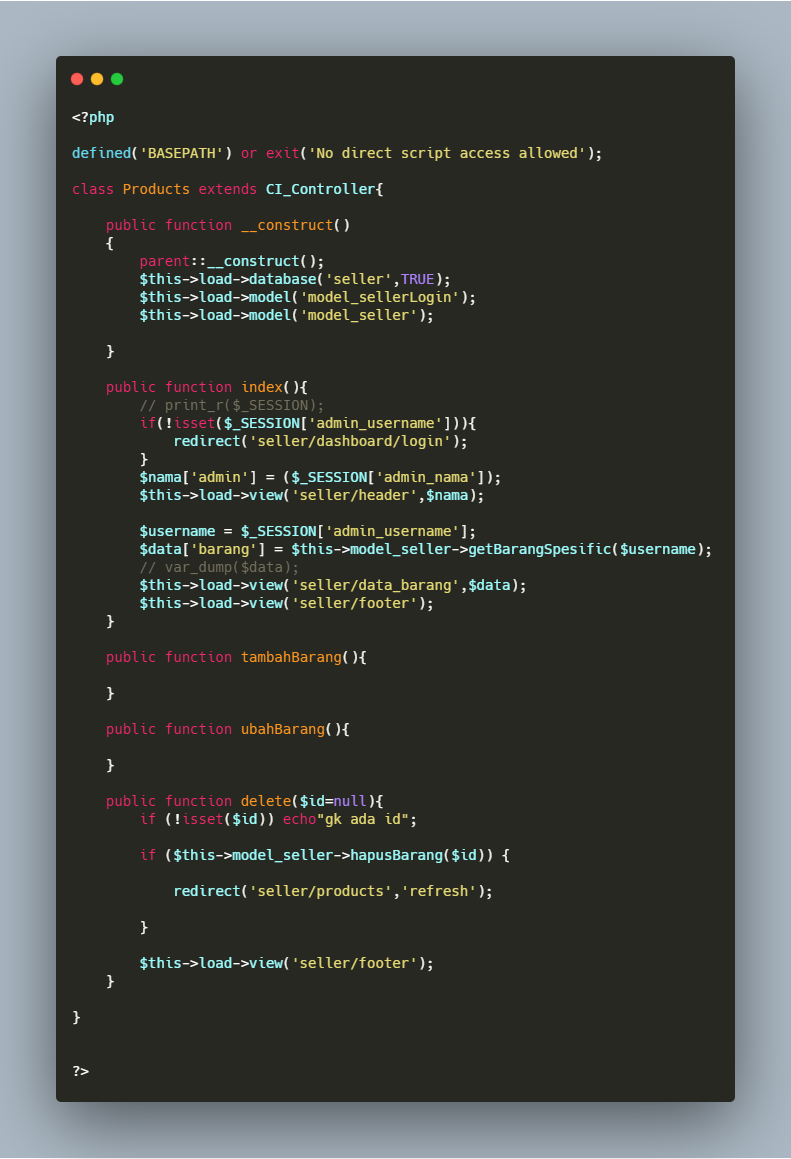 <?php
defined('BASEPATH') or exit('No direct script access allowed');
class Products extends CI_Controller{
    public function __construct()
    {
        parent::__construct();
        $this->load->database('seller',TRUE);
        $this->load->model('model_sellerLogin');
        $this->load->model('model_seller');
    }
    public function index(){
        // print_r($_SESSION);
        if(!isset($_SESSION['admin_username'])){
            redirect('seller/dashboard/login');
        }
        $nama['admin'] = ($_SESSION['admin_nama']);
        $this->load->view('seller/header',$nama);
        $username = $_SESSION['admin_username'];
        $data['barang'] = $this->model_seller->getBarangSpesific($username);
        // var_dump($data);
        $this->load->view('seller/data_barang',$data);
        $this->load->view('seller/footer');
    }
    public function tambahBarang(){
    }
    public function ubahBarang(){
    }
    public function delete($id=null){
        if (!isset($id)) echo"gk ada id";
        if ($this->model_seller->hapusBarang($id)) {
            redirect('seller/products','refresh');
        }
        $this->load->view('seller/footer');
    }
}
?>